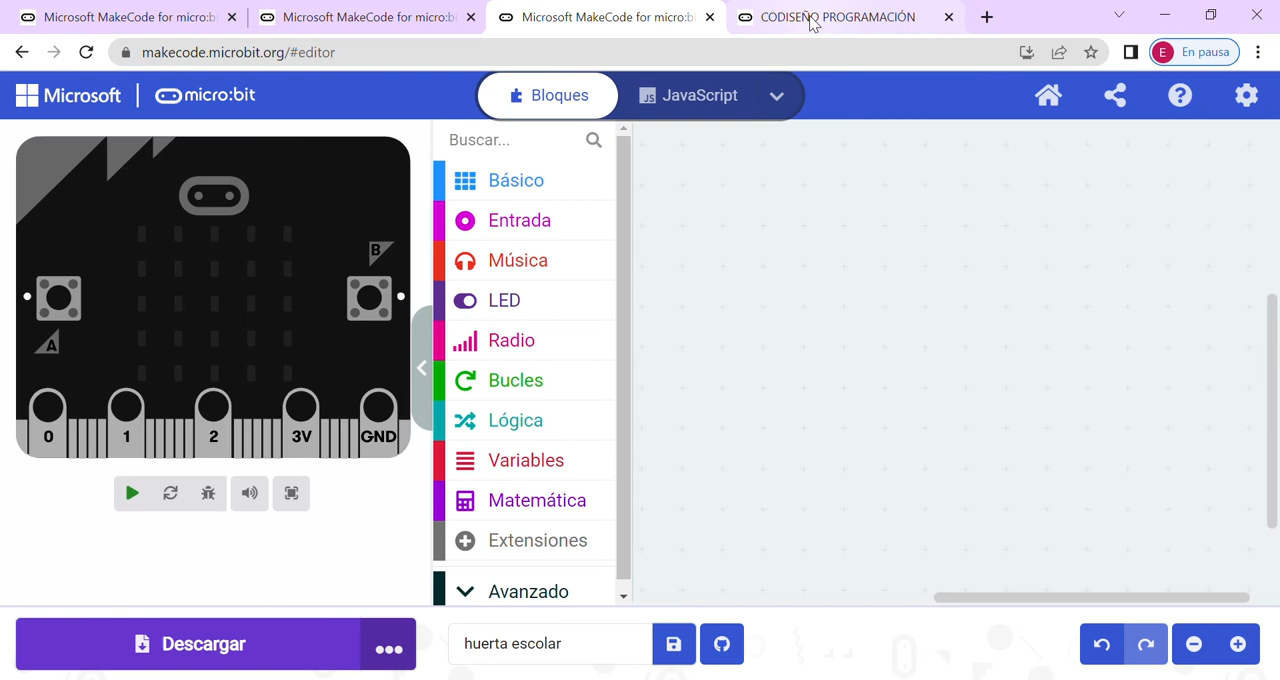 Microsoft MakeCode for micro:bi
Microsoft MakeCode for micro:bi
Microsoft MakeCode for micro:bi
CODISEÑO PROGRAMACIÓN
makecode.microbit.org/#editor
E En pausa
Microsoft micro:bit
Bloques
JS JavaScript
Buscar...
Básico
Entrada
Música
LED
Radio
Bucles
Lógica
Variables
Matemática
Extensiones
Avanzado
B
A
0 1 2 3V GND
Descargar
huerta escolar